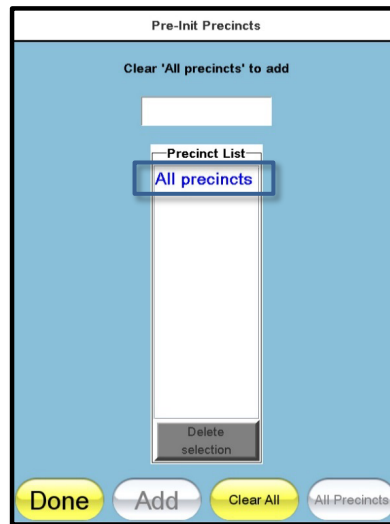 Pre-Init Precincts
Clear 'All precincts' to add
Precinct List
All precincts
Delete
selection
Done Add Clear All All Precincts